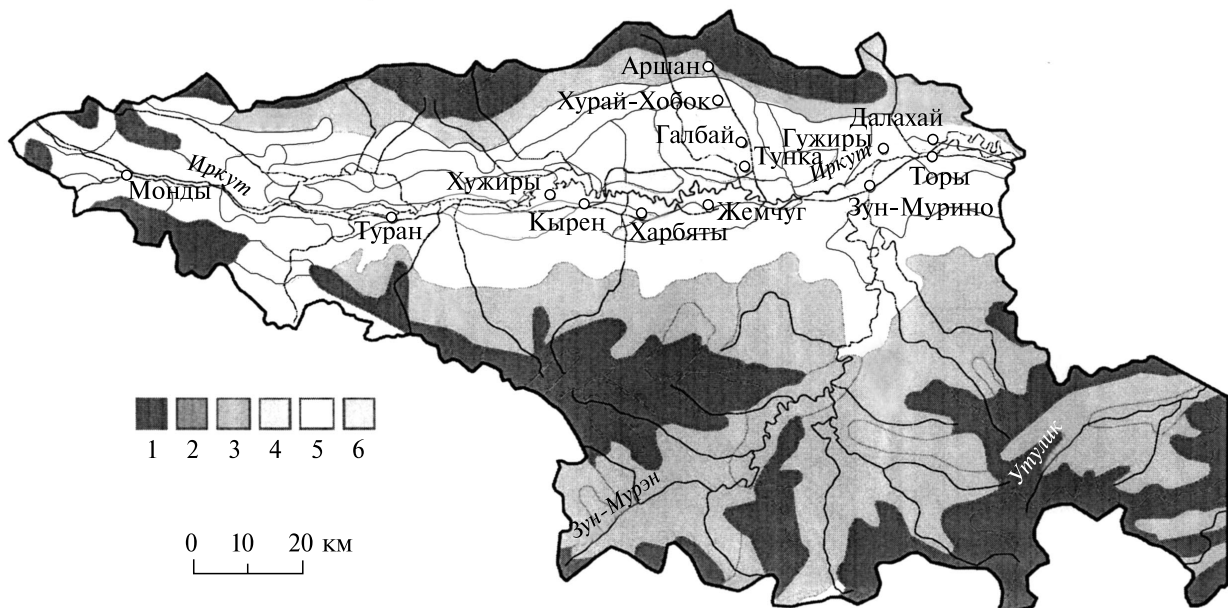 Аршан
Хурай-Хобок
Галбай
Далахай
Гужиры
Иркут
Тунка
Иркут
Торы
Монды
Хужиры
Зун-Мурино
Туран
Кырен
Харбяты
Жемчуг
1 2 3 4 5 6
Утулик
Зун-Мурэн
0 10 20 км